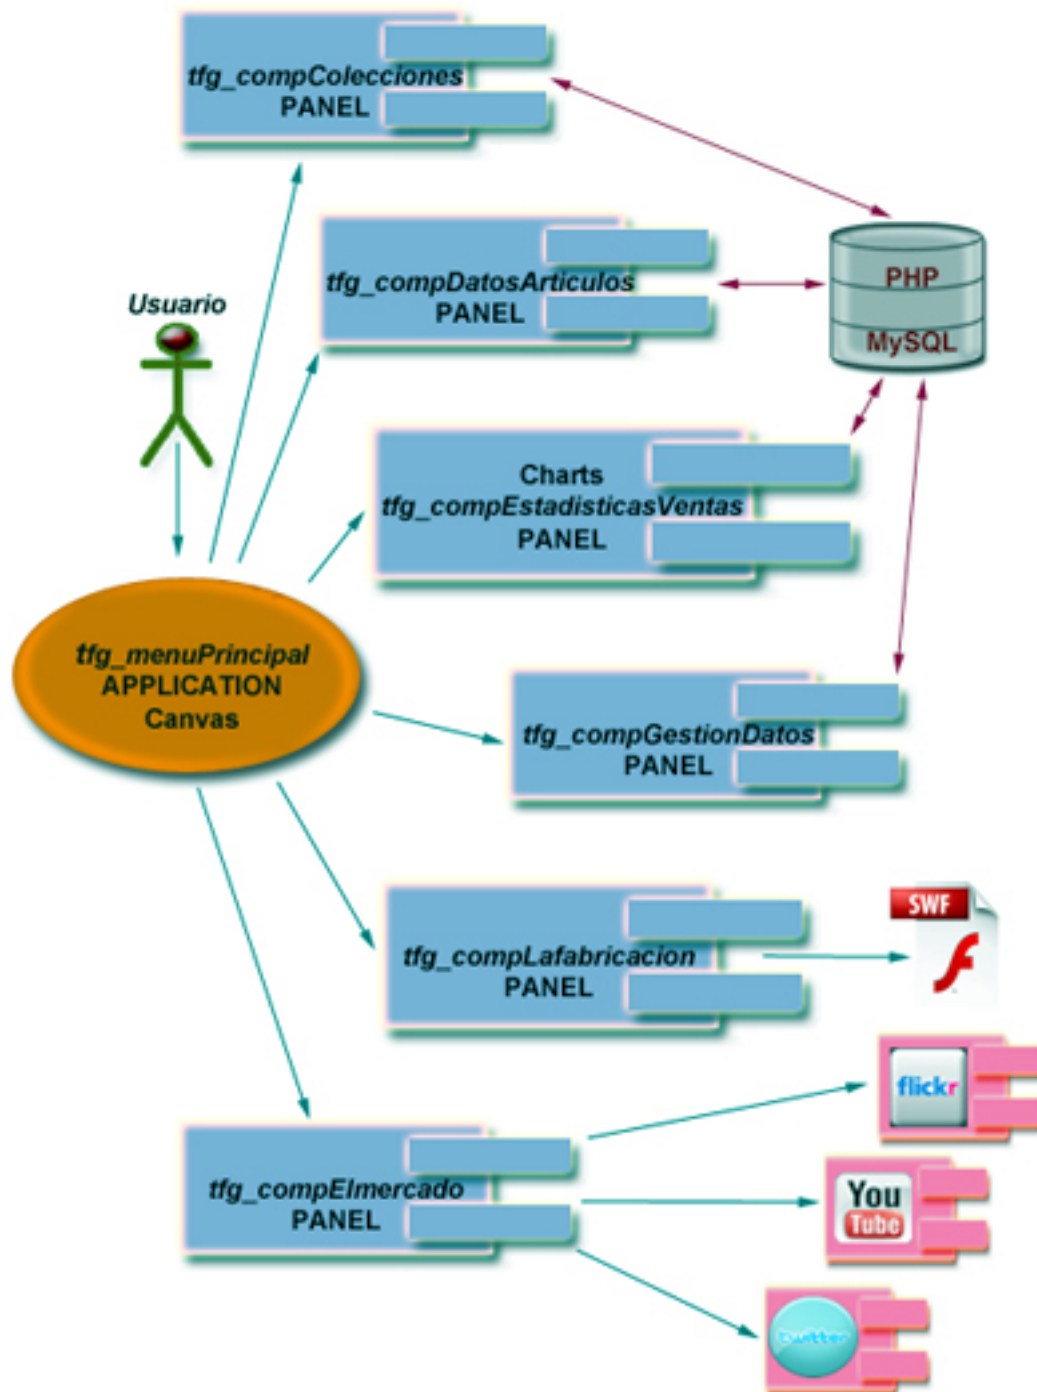 tfg_compColecciones
PANEL
tfg_compDatosArticulos
PANEL
PHP
MySQL
Usuario
Charts
tfg_compEstadisticasVentas
PANEL
tfg_menuPrincipal
APPLICATION
Canvas
tfg_compGestionDatos
PANEL
tfg_compLafabricacion
PANEL
SWF
flickr
tfg_compElmercado
PANEL
You
Tube
twitter